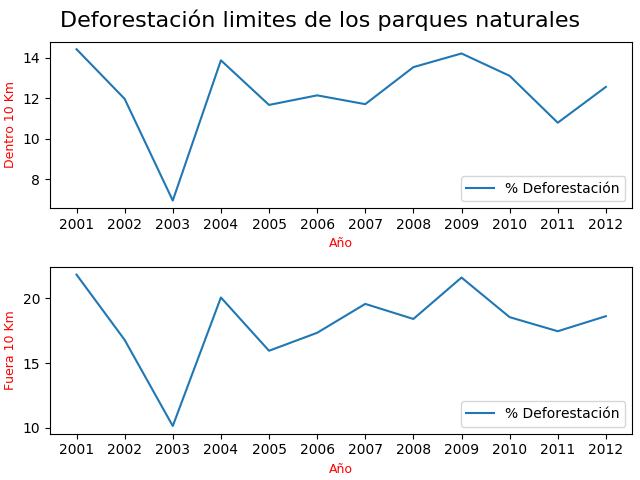 Deforestación limites de los parques naturales
14
12
10
8
Dentro 10 Km
% Deforestación
2001 2002 2003 2004 2005 2006 2007 2008 2009 2010 2011 2012
Año
20
15
10
Fuera 10 Km
% Deforestación
2001 2002 2003 2004 2005 2006 2007 2008 2009 2010 2011 2012
Año